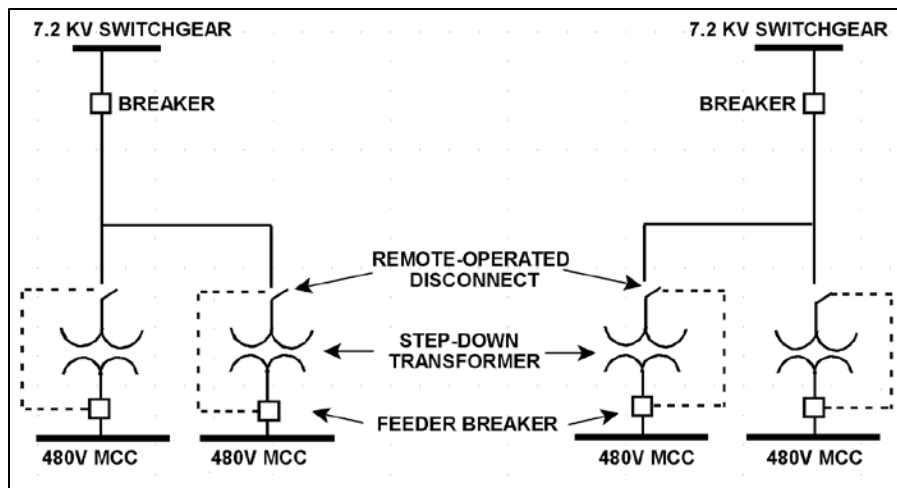 7.2 KV SWITCHGEAR
7.2 KV SWITCHGEAR
BREAKER
BREAKER
REMOTE-OPERATED
DISCONNECT
STEP-DOWN
TRANSFORMER
FEEDER BREAKER
480V MCC
480V MCC
480V MCC
480V MCC